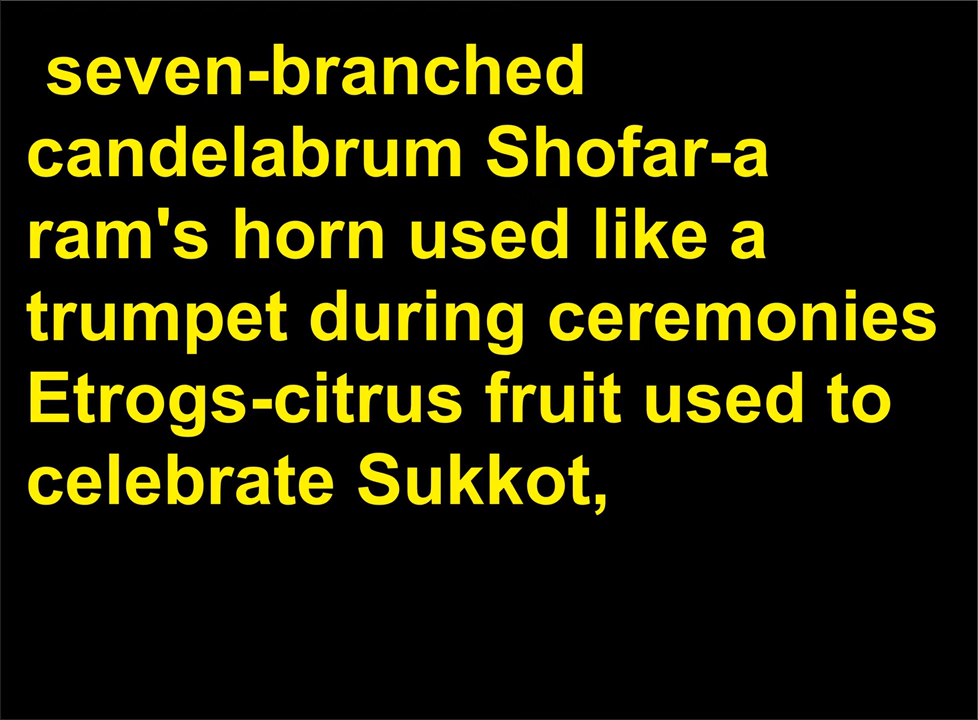 seven-branched
candelabrum Shofar-a
ram's horn used like a
trumpet during ceremonies
Etrogs-citrus fruit used to
celebrate Sukkot,